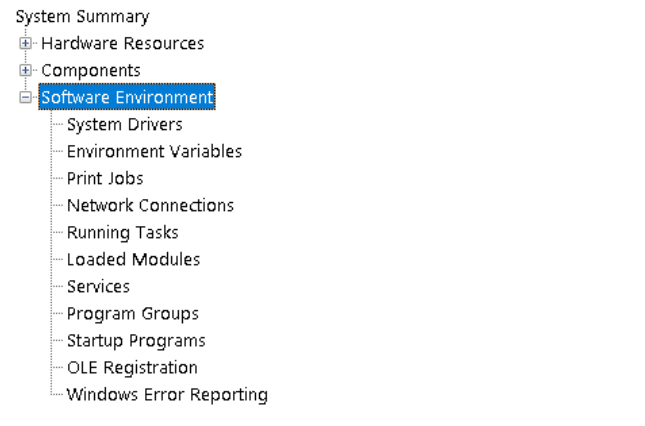 System Summary
Hardware Resources
Components
Software Environment
System Drivers
Environment Variables
Print Jobs
Network Connections
Running Tasks
Loaded Modules
Services
Program Groups
Startup Programs
OLE Registration
Windows Error Reporting